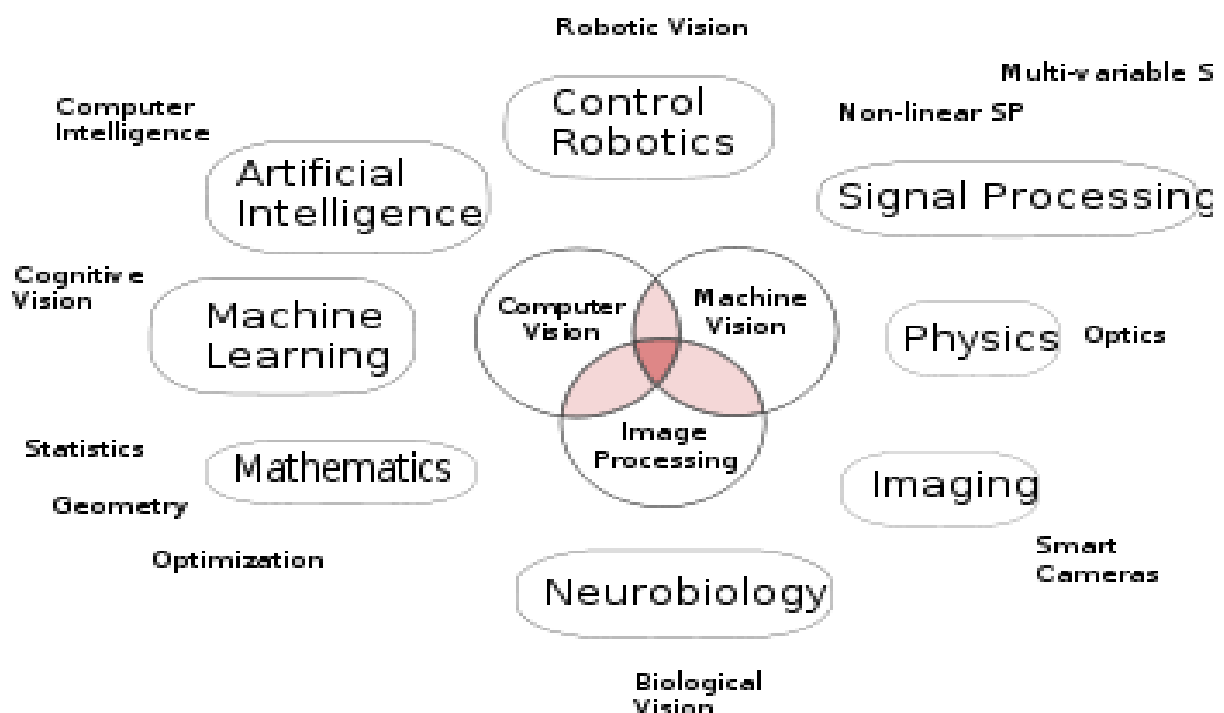 Robotic Vision
Multi-variable S
Computer
Intelligence
Control
Robotics
Non-linear SP
Artificial
Intelligence
Signal Processing
Cognitive
Vision
Machine
Learning
Computer
Vision
Machine
Vision
Physics
Optics
Statistics
Mathematics
Image
Processing
Imaging
Geometry
Optimization
Smart
Cameras
Neurobiology
Biological
Vision